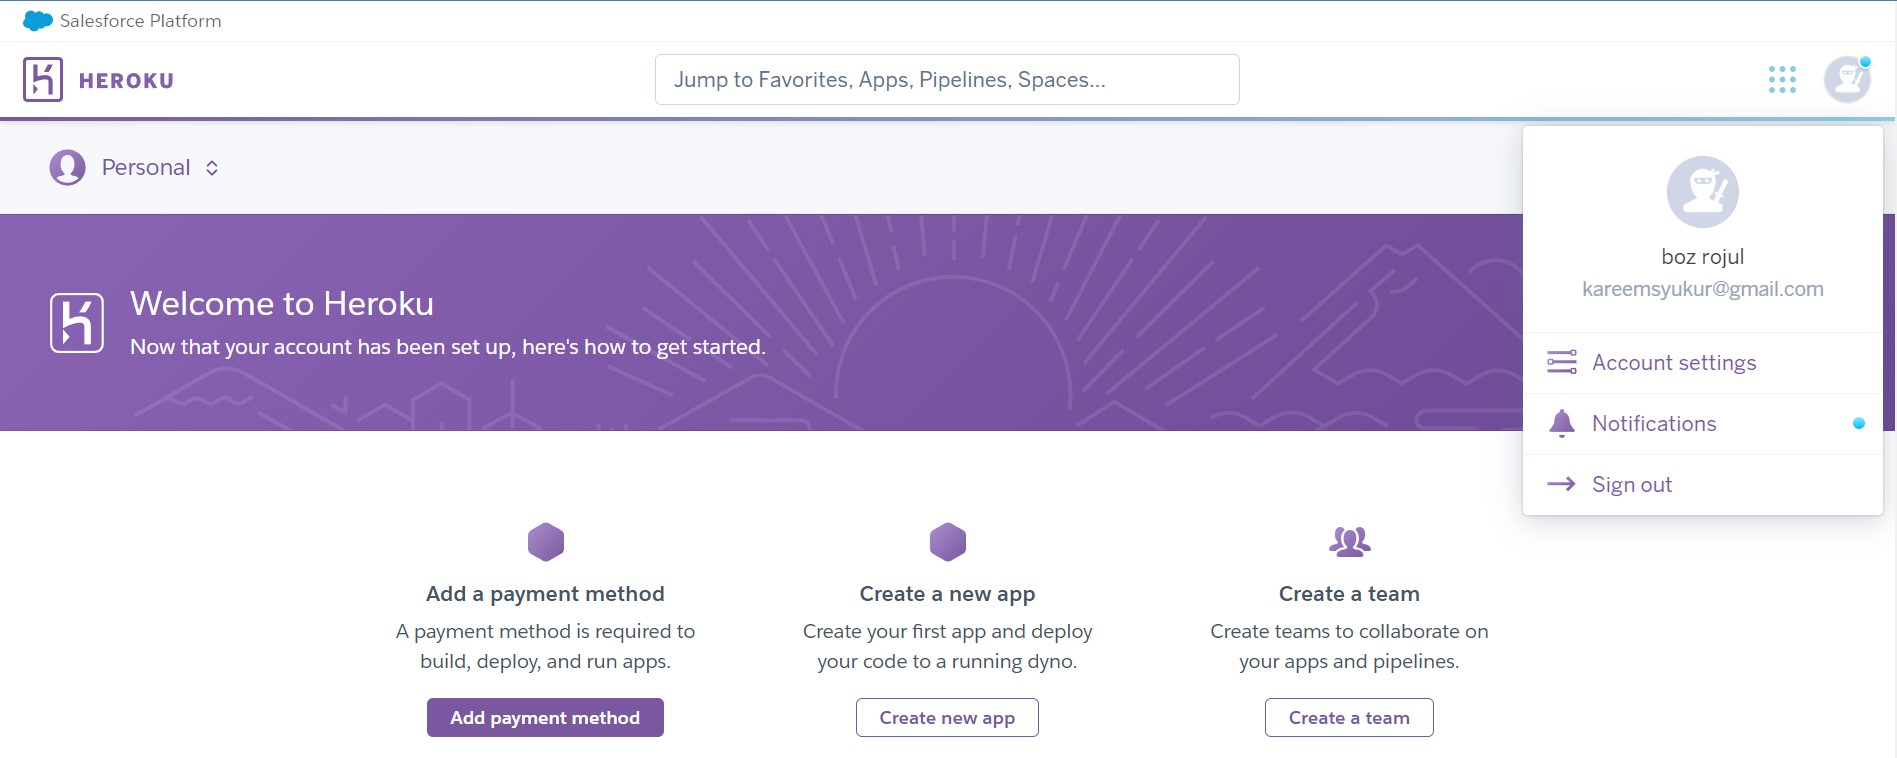 Salesforce Platform
HEROKU
Jump to Favorites, Apps, Pipelines, Spaces...
Personal
boz rojul
kareemsyukur@gmail.com
Account settings
Notifications
Sign out
Welcome to Heroku
Now that your account has been set up, here's how to get started.
Add a payment method
A payment method is required to
build, deploy, and run apps.
Add payment method
Create a new app
Create your first app and deploy
your code to a running dyno.
Create new app
Create a team
Create teams to collaborate on
your apps and pipelines.
Create a team